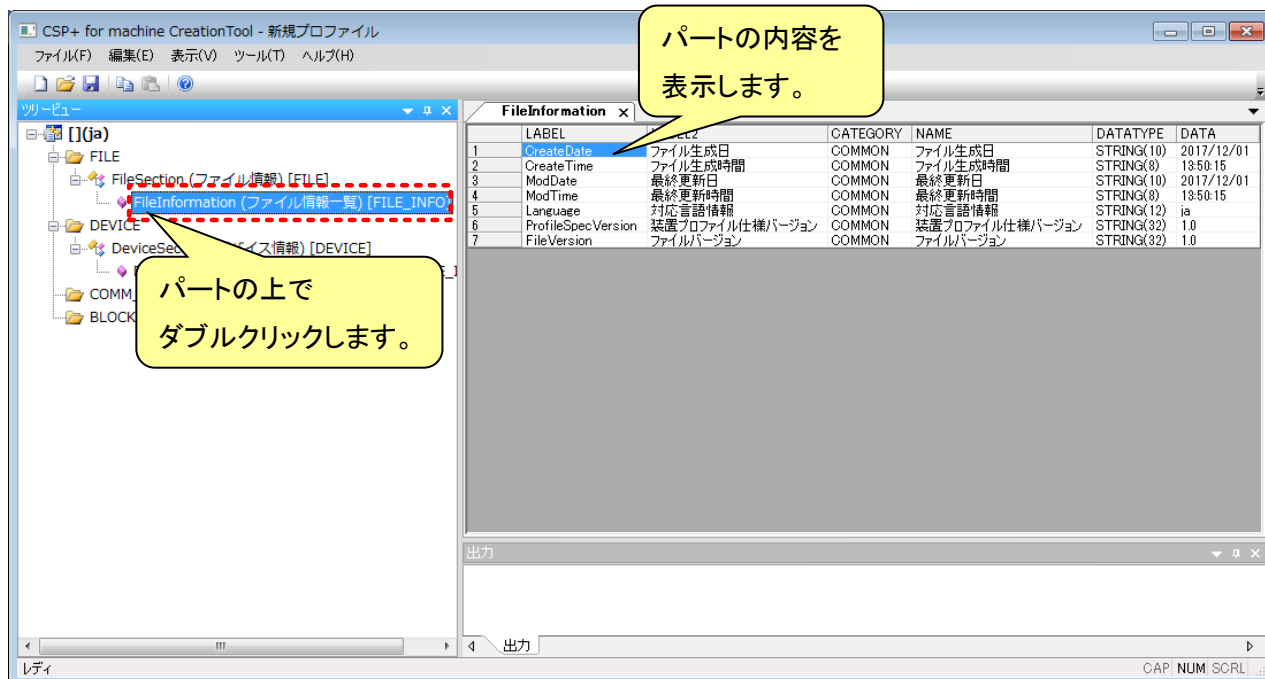 CSP+ for machine CreationTool - 新規プロファイル
ファイル(F) 編集(E) 表示(V) ツール(T) ヘルプ(H)
パートの内容を
表示します。
ツリービュー
[](ja)
FILE
FileSection (ファイル情報) [FILE]
FileInformation (ファイル情報一覧) [FILE_INFO]
DEVICE
DeviceSec イス情報) [DEVICE]
COMM_
BLOCK
パートの上で
ダブルクリックします。
FileInformation
LABEL CATEGORY NAME DATATYPE DATA
1 CreateDate ファイル生成日 COMMON ファイル生成日 STRING(10) 2017/12/01
2 CreateTime ファイル生成時間 COMMON ファイル生成時間 STRING(8) 13:50:15
3 ModDate 最終更新日 COMMON 最終更新日 STRING(10) 2017/12/01
4 ModTime 最終更新時間 COMMON 最終更新時間 STRING(8) 13:50:15
5 Language 対応言語情報 COMMON 対応言語情報 STRING(12) ja
6 ProfileSpecVersion 装置プロファイル仕様バージョン COMMON 装置プロファイル仕様バージョン STRING(32) 1.0
7 FileVersion ファイルバージョン COMMON ファイルバージョン STRING(32) 1.0
出力
出力
レディ
CAP NUM SCRL